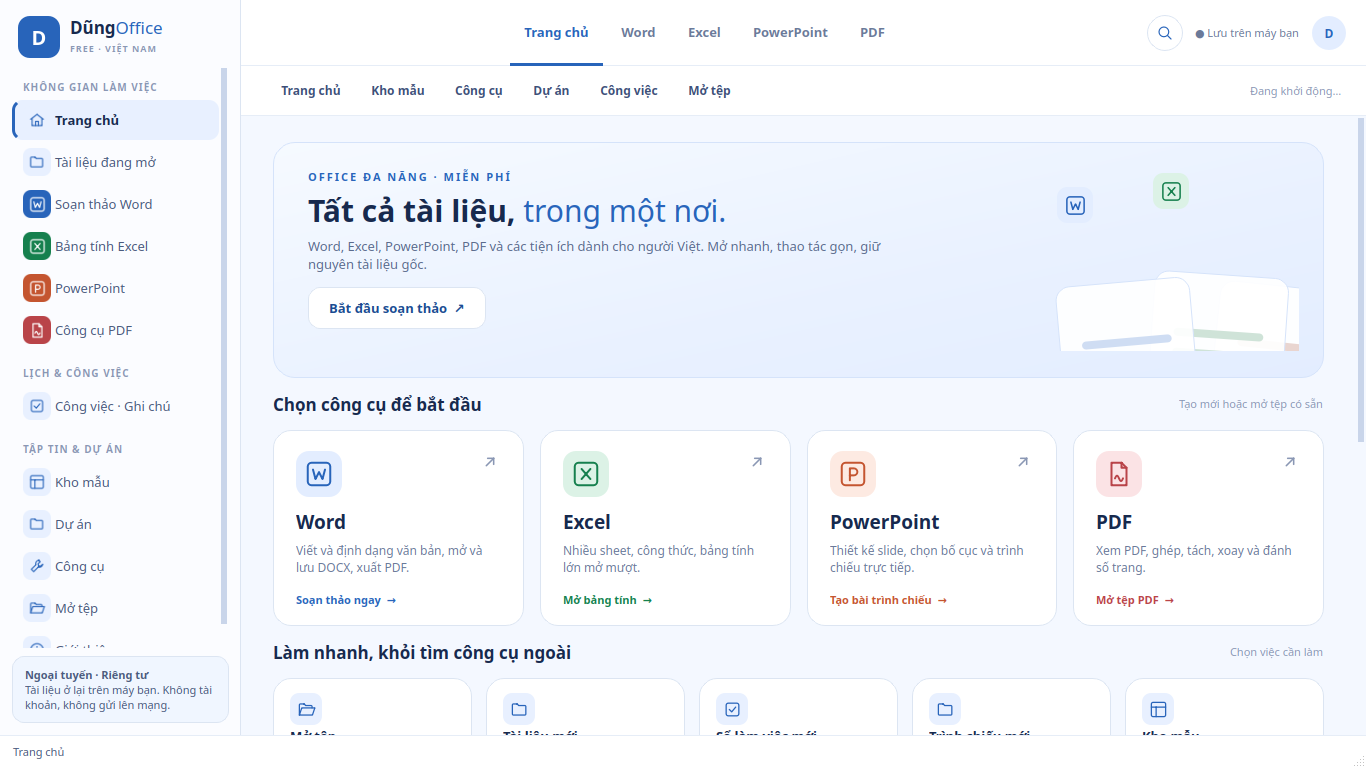 D
DũngOffice
FREE · VIỆT NAM
KHÔNG GIAN LÀM VIỆC
Trang chủ
Tài liệu đang mở
Soạn thảo Word
Bảng tính Excel
PowerPoint
Công cụ PDF
LỊCH & CÔNG VIỆC
Công việc · Ghi chú
TẬP TIN & DỰ ÁN
Kho mẫu
Dự án
Công cụ
Mở tệp
Ngoại tuyến · Riêng tư
Tài liệu ở lại trên máy bạn. Không tài
khoản, không gửi lên mạng.
Trang chủ Word Excel PowerPoint PDF
● Lưu trên máy bạn
D
Trang chủ Kho mẫu Công cụ Dự án Công việc Mở tệp
Đang khởi động...
OFFICE ĐA NĂNG · MIỄN PHÍ
Tất cả tài liệu, trong một nơi.
Word, Excel, PowerPoint, PDF và các tiện ích dành cho người Việt. Mở nhanh, thao tác gọn, giữ
nguyên tài liệu gốc.
Bắt đầu soạn thảo ↗
W
X
Chọn công cụ để bắt đầu
Tạo mới hoặc mở tệp có sẵn
Word
Viết và định dạng văn bản, mở và
lưu DOCX, xuất PDF.
Soạn thảo ngay →
Excel
Nhiều sheet, công thức, bảng tính
lớn mở mượt.
Mở bảng tính →
PowerPoint
Thiết kế slide, chọn bố cục và trình
chiếu trực tiếp.
Tạo bài trình chiếu →
PDF
Xem PDF, ghép, tách, xoay và đánh
số trang.
Mở tệp PDF →
Làm nhanh, khỏi tìm công cụ ngoài
Chọn việc cần làm
Trang chủ